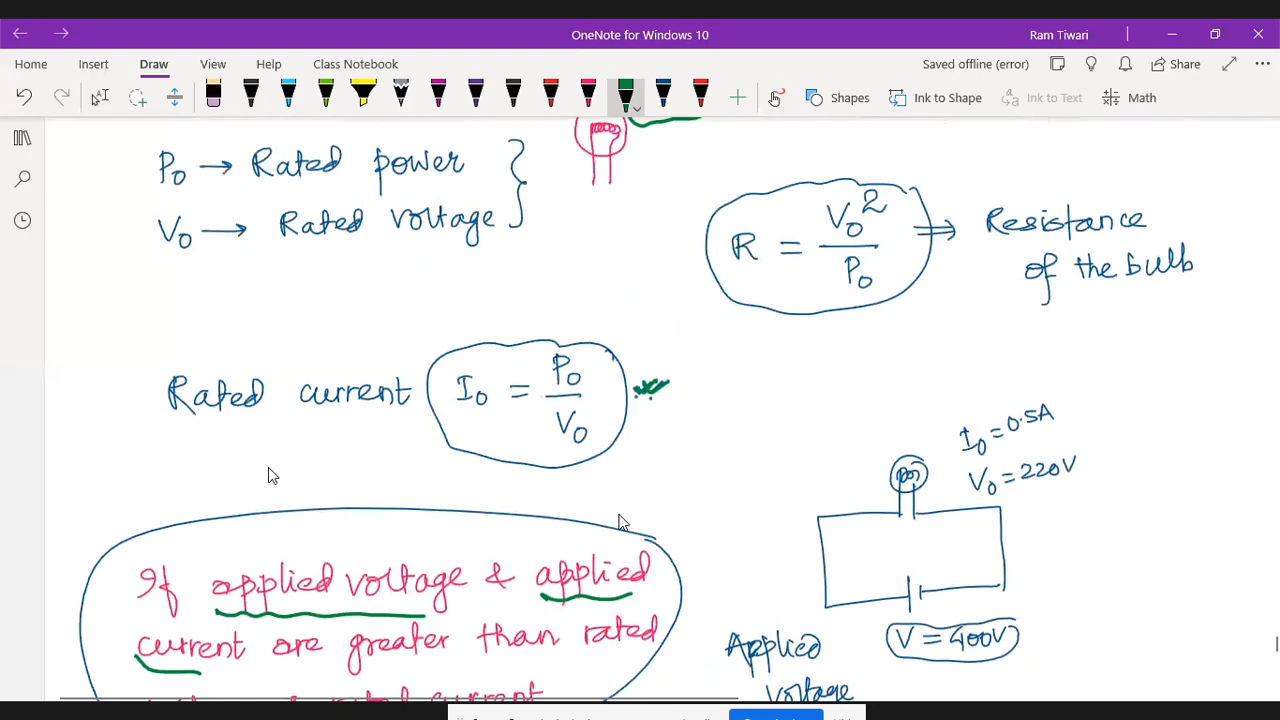 OneNote for Windows 10
Ram Tiwari
Home Insert Draw View Help Class Notebook
Saved offline (error)
Share
Shapes
Ink to Shape
Ink to Text
Math
P₀ → Rated power
V₀ → Rated voltage
R = V₀² / P₀ ⇒ Resistance
of the bulb
Rated current I₀ = P₀ / V₀
I₀ = 0.5A
V₀ = 220V
If applied voltage & applied
current are greater than rated
rated current
V = 400V
Applied
voltage